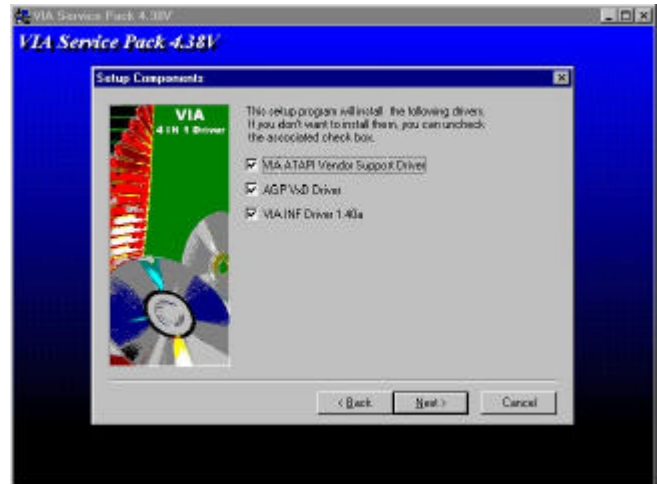 VIA Service Pack 4.38V
VIA Service Pack 4.38V
Setup Components
VIA
4 IN 1 Driver
This setup program will install the following drivers.
If you don't want to install them, you can uncheck
the associated check box.
VIA ATAPI Vendor Support Driver
AGP VxD Driver
VIA INF Driver 1.40a
< Back
Next >
Cancel